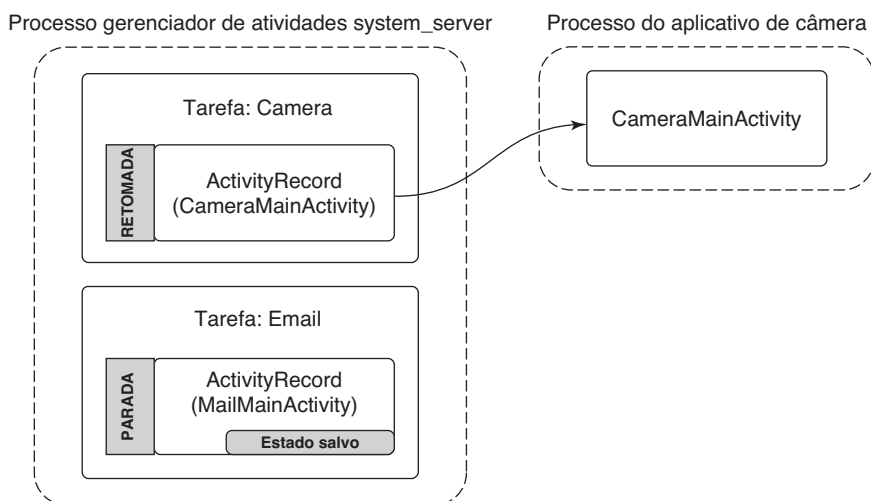 Processo gerenciador de atividades system_server
Processo do aplicativo de câmera
Tarefa: Camera
RETOMADA
ActivityRecord
(CameraMainActivity)
CameraMainActivity
Tarefa: Email
PARADA
ActivityRecord
(MailMainActivity)
Estado salvo